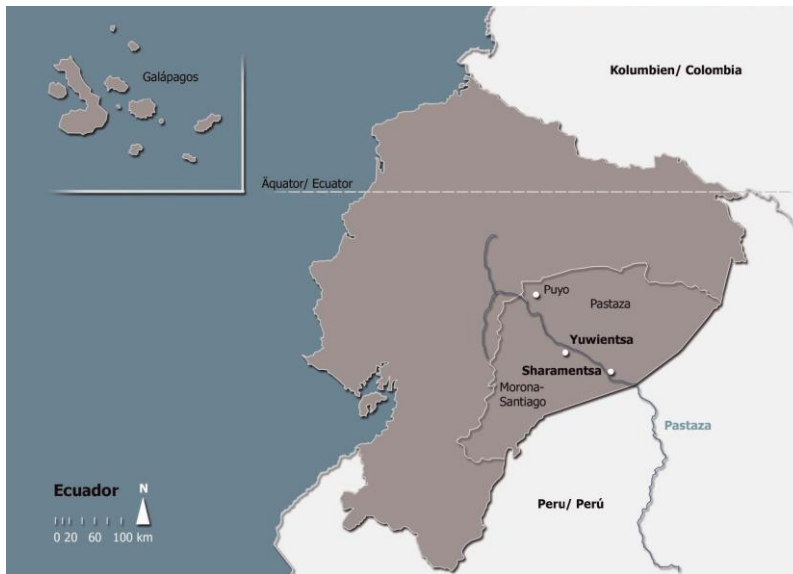 Galápagos
Kolumbien/ Colombia
Äquator/ Ecuator
Puyo
Pastaza
Yuwientsa
Sharamentsa
Morona-
Santiago
Pastaza
Ecuador
N
0 20 60 100 km
Peru/ Perú